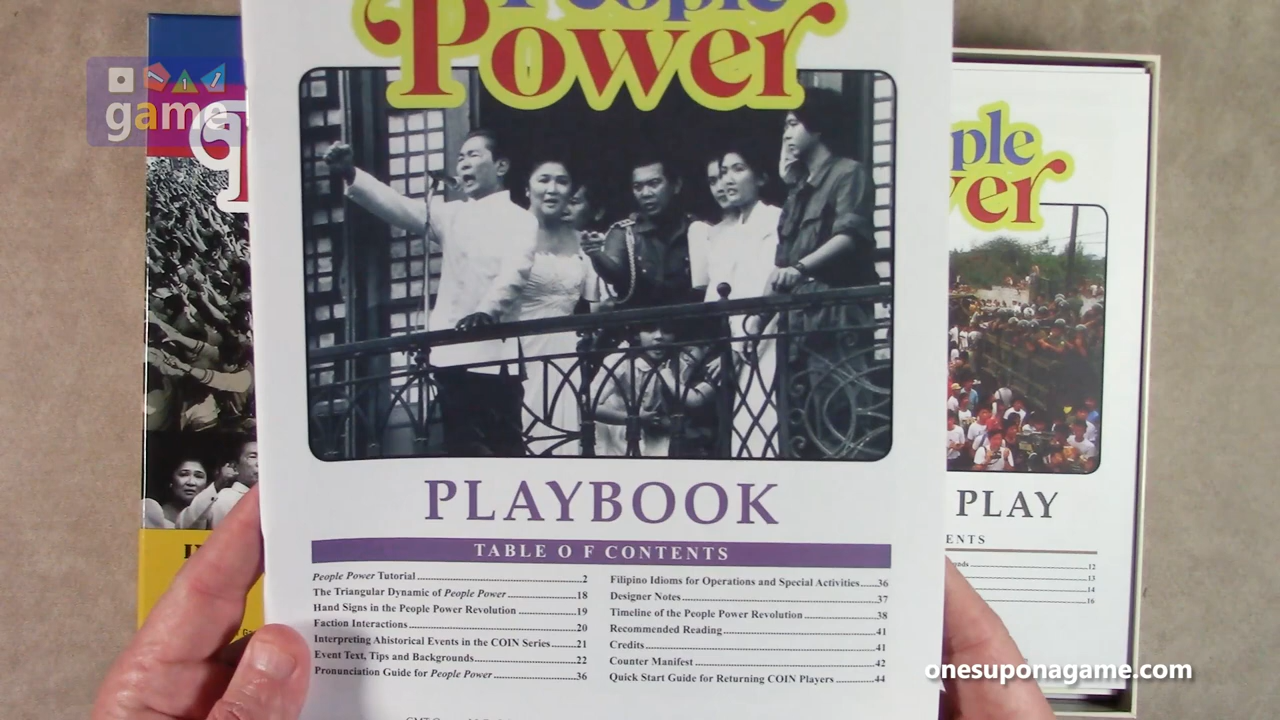 game
People
Power
PLAYBOOK
TABLE O F CONTENTS
People Power Tutorial 2
The Triangular Dynamic of People Power 18
Hand Signs in the People Power Revolution 19
Faction Interactions 20
Interpreting Ahistorical Events in the COIN Series 21
Event Text, Tips and Backgrounds 22
Pronunciation Guide for People Power 36
Filipino Idioms for Operations and Special Activities 36
Designer Notes 37
Timeline of the People Power Revolution 38
Recommended Reading 41
Credits 41
Counter Manifest 42
Quick Start Guide for Returning COIN Players 44
ple
er
PLAY
ENTS
12
13
14
16
onesuponagame.com